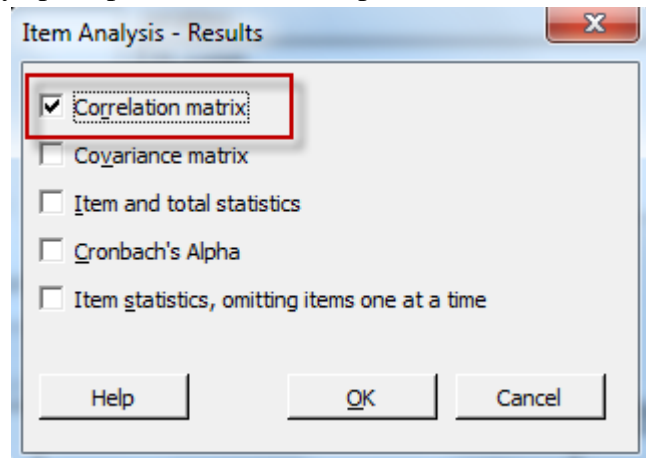 Item Analysis - Results
Correlation matrix
Covariance matrix
Item and total statistics
Cronbach's Alpha
Item statistics, omitting items one at a time
Help OK Cancel